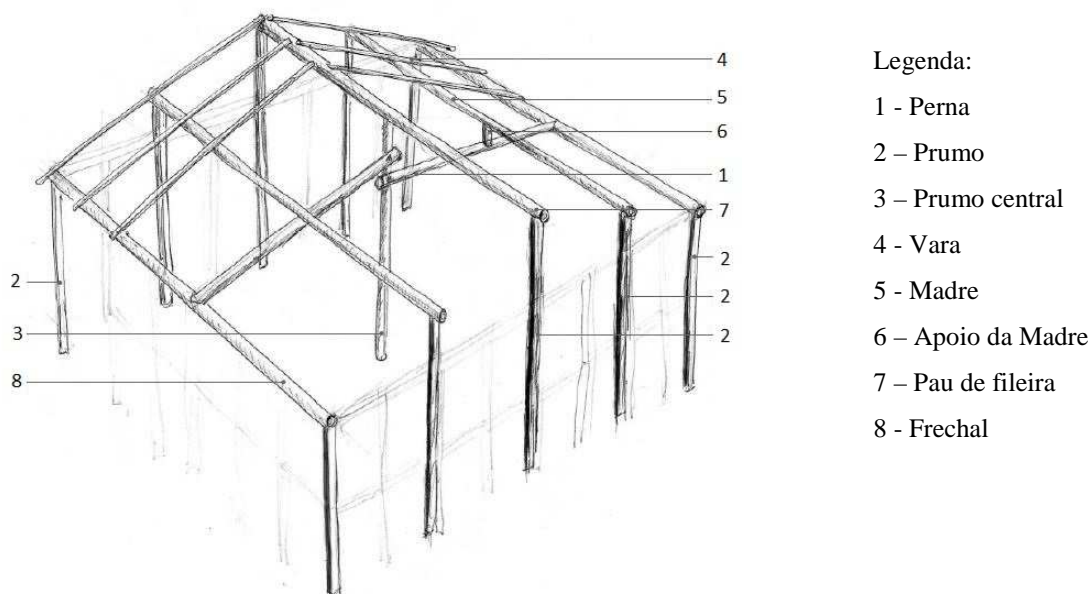 4
5
6
1
7
2
2
2
2
3
8
Legenda:
1 - Perna
2 – Prumo
3 – Prumo central
4 - Vara
5 - Madre
6 – Apoio da Madre
7 – Pau de fileira
8 - Frechal